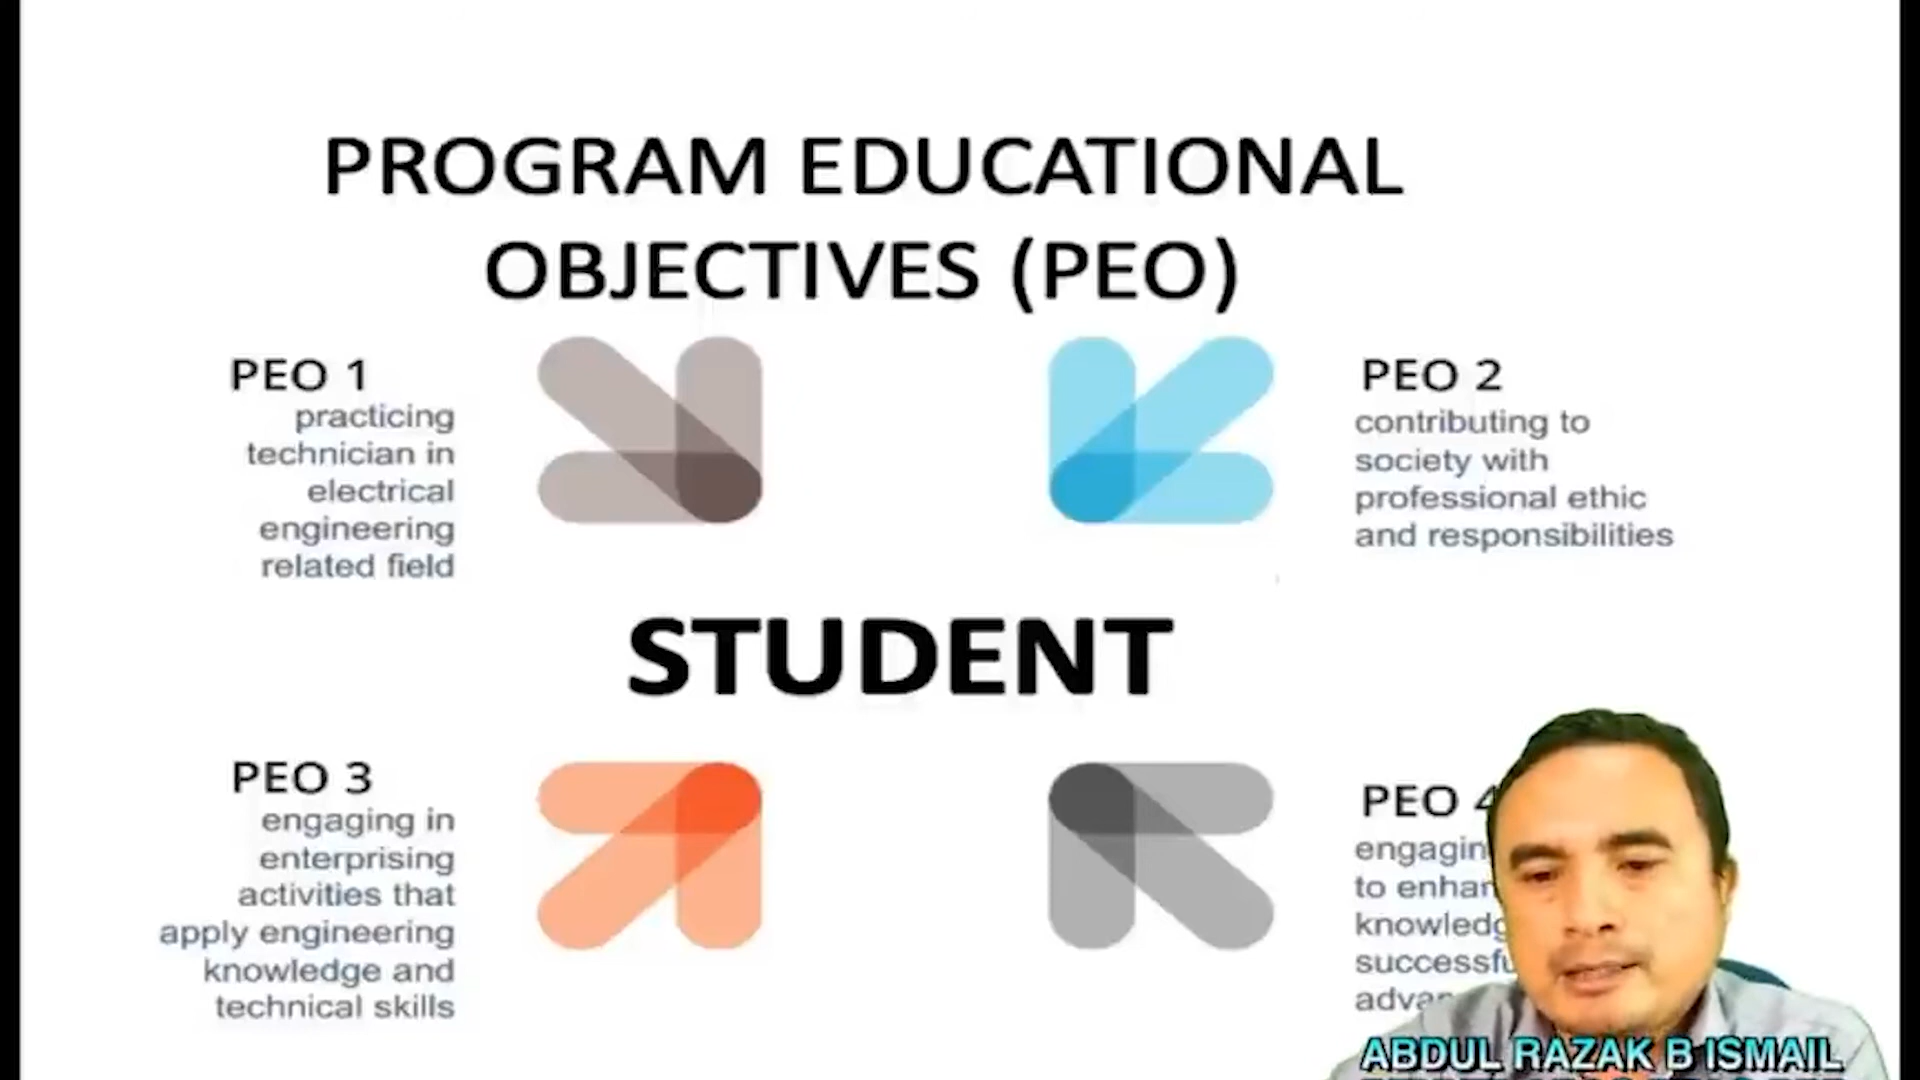 PROGRAM EDUCATIONAL
OBJECTIVES (PEO)
PEO 1
practicing
technician in
electrical
engineering
related field
PEO 2
contributing to
society with
professional ethic
and responsibilities
STUDENT
PEO 3
engaging in
enterprising
activities that
apply engineering
knowledge and
technical skills
PEO
to
ABDUL RAZAK B ISMAIL